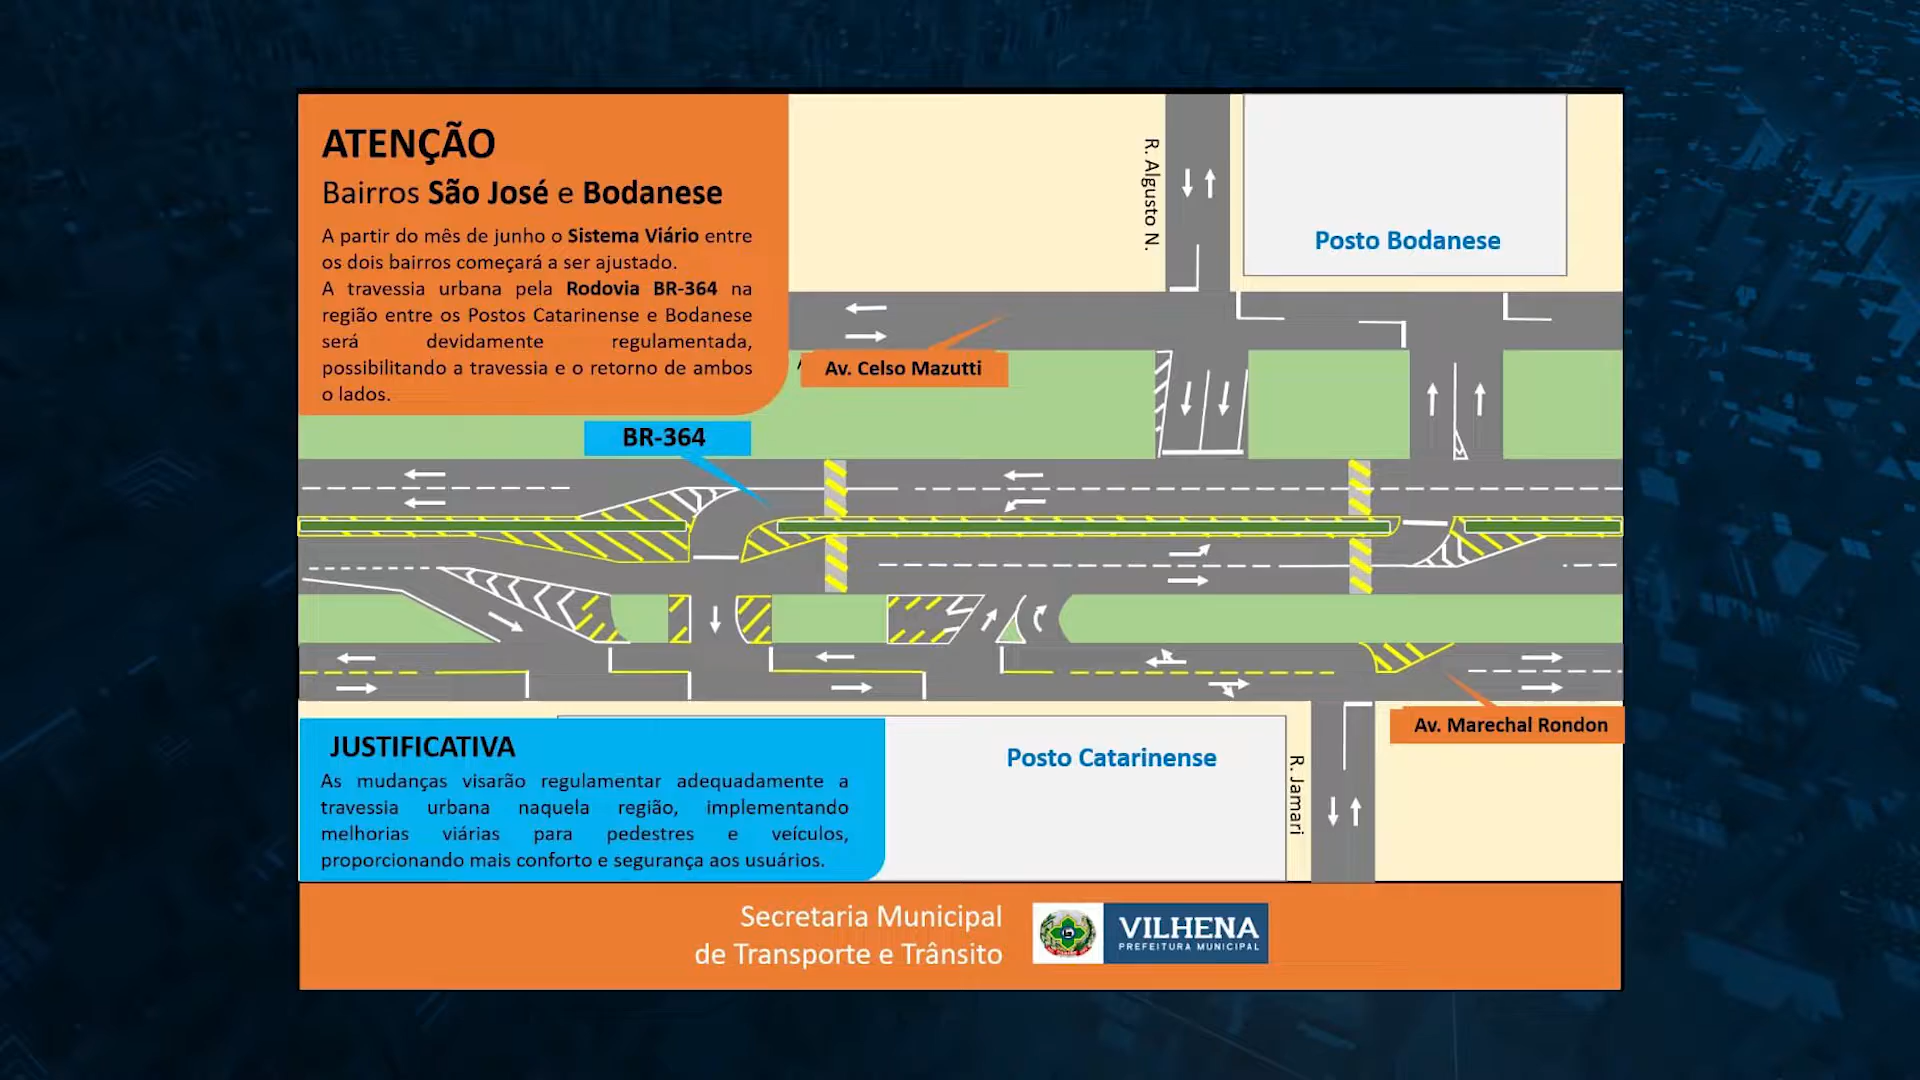 ATENÇÃO
Bairros São José e Bodanese
A partir do mês de junho o Sistema Viário entre
os dois bairros começará a ser ajustado.
A travessia urbana pela Rodovia BR-364 na
região entre os Postos Catarinense e Bodanese
será devidamente regulamentada,
possibilitando a travessia e o retorno de ambos
o lados.
R. Algusto N.
Posto Bodanese
Av. Celso Mazutti
BR-364
Av. Marechal Rondon
JUSTIFICATIVA
As mudanças visarão regulamentar adequadamente a
travessia urbana naquela região, implementando
melhorias viárias para pedestres e veículos,
proporcionando mais conforto e segurança aos usuários.
Posto Catarinense
R. Jamari
Secretaria Municipal
de Transporte e Trânsito
VILHENA
PREFEITURA MUNICIPAL